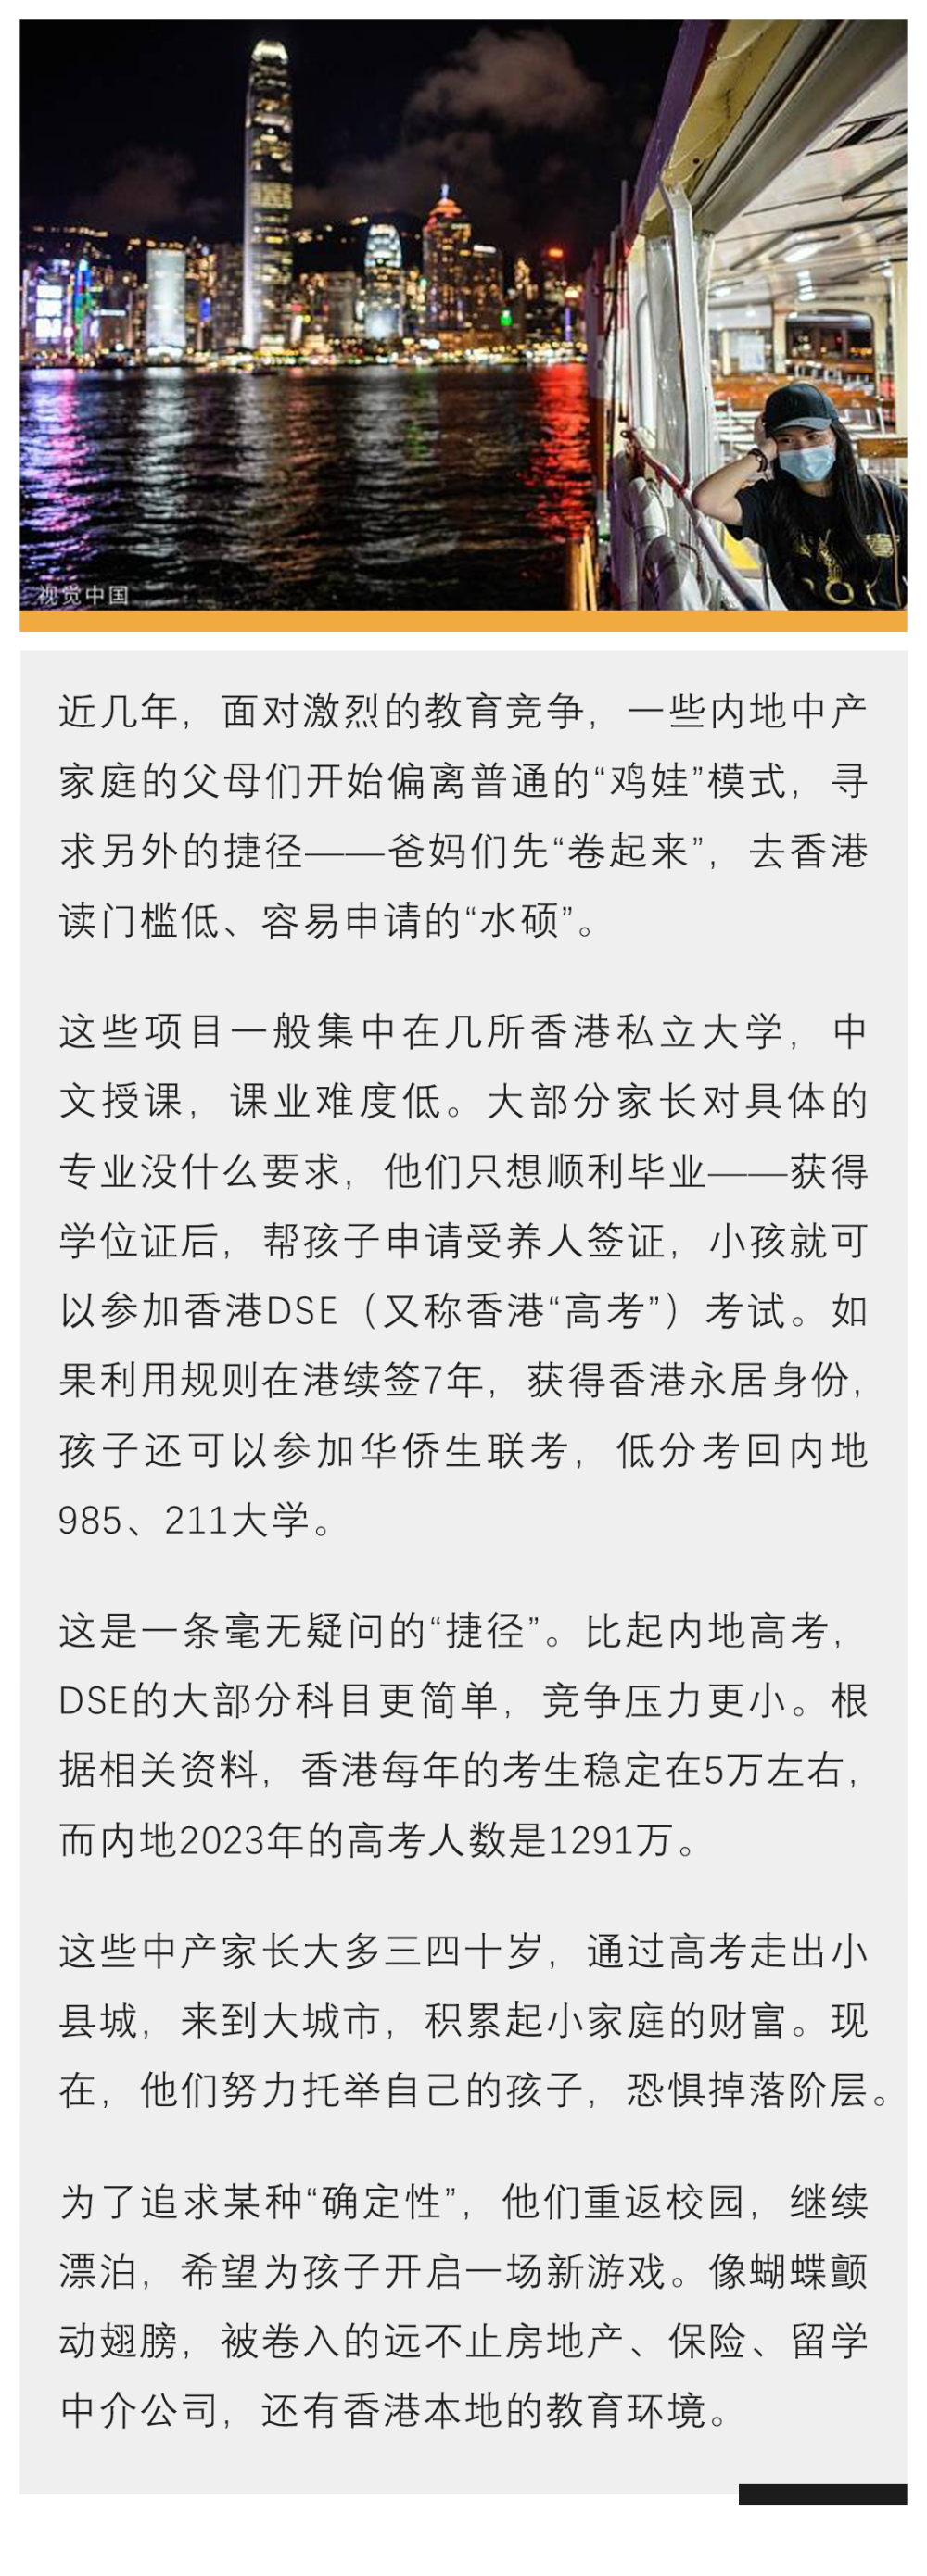 视觉中国
近几年，面对激烈的教育竞争，一些内地中产
家庭的父母们开始偏离普通的“鸡娃”模式，寻
求另外的捷径——爸妈们先“卷起来”，去香港
读门槛低、容易申请的“水硕”。
这些项目一般集中在几所香港私立大学，中
文授课，课业难度低。大部分家长对具体的
专业没什么要求，他们只想顺利毕业——获得
学位证后，帮孩子申请受养人签证，小孩就可
以参加香港DSE（又称香港“高考”）考试。如
果利用规则在港续签7年，获得香港永居身份，
孩子还可以参加华侨生联考，低分考回内地
985、211大学。
这是一条毫无疑问的“捷径”。比起内地高考，
DSE的大部分科目更简单，竞争压力更小。根
据相关资料，香港每年的考生稳定在5万左右，
而内地2023年的高考人数是1291万。
这些中产家长大多三四十岁，通过高考走出小
县城，来到大城市，积累起小家庭的财富。现
在，他们努力托举自己的孩子，恐惧掉落阶层。
为了追求某种“确定性”，他们重返校园，继续
漂泊，希望为孩子开启一场新游戏。像蝴蝶颤
动翅膀，被卷入的远不止房地产、保险、留学
中介公司，还有香港本地的教育环境。